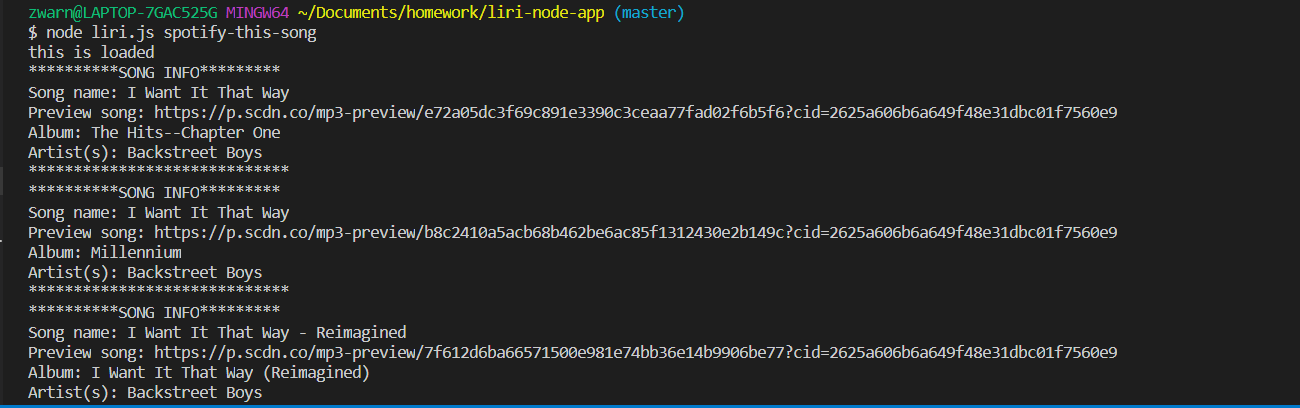 zwarn@LAPTOP-7GAC525G MINGW64 ~/Documents/homework/liri-node-app (master)
$ node liri.js spotify-this-song
this is loaded
**********SONG INFO*********
Song name: I Want It That Way
Preview song: https://p.scdn.co/mp3-preview/e72a05dc3f69c891e3390c3ceaa77fad02f6b5f6?cid=2625a606b6a649f48e31dbc01f7560e9
Album: The Hits--Chapter One
Artist(s): Backstreet Boys
*****************************
**********SONG INFO*********
Song name: I Want It That Way
Preview song: https://p.scdn.co/mp3-preview/b8c2410a5acb68b462be6ac85f1312430e2b149c?cid=2625a606b6a649f48e31dbc01f7560e9
Album: Millennium
Artist(s): Backstreet Boys
*****************************
**********SONG INFO*********
Song name: I Want It That Way - Reimagined
Preview song: https://p.scdn.co/mp3-preview/7f612d6ba66571500e981e74bb36e14b9906be77?cid=2625a606b6a649f48e31dbc01f7560e9
Album: I Want It That Way (Reimagined)
Artist(s): Backstreet Boys